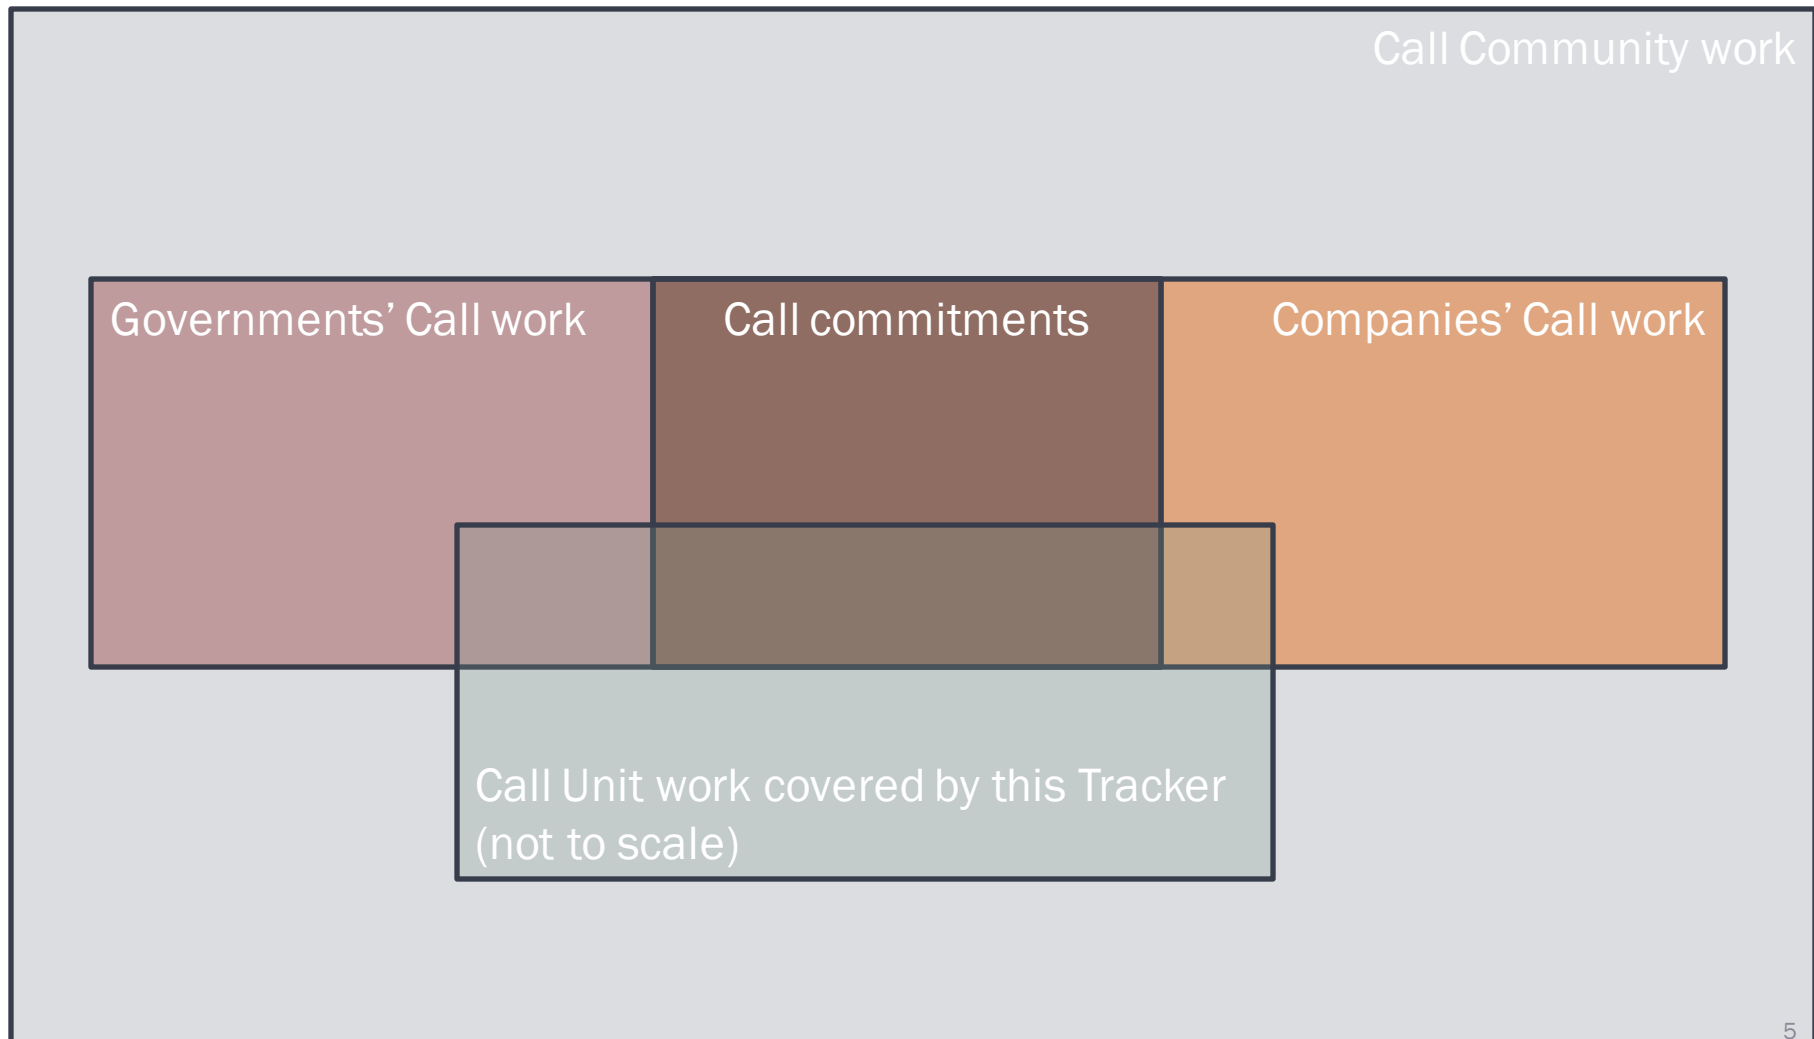 Call Community work
Governments’ Call work
Call commitments
Companies’ Call work
Call Unit work covered by this Tracker
(not to scale)
5